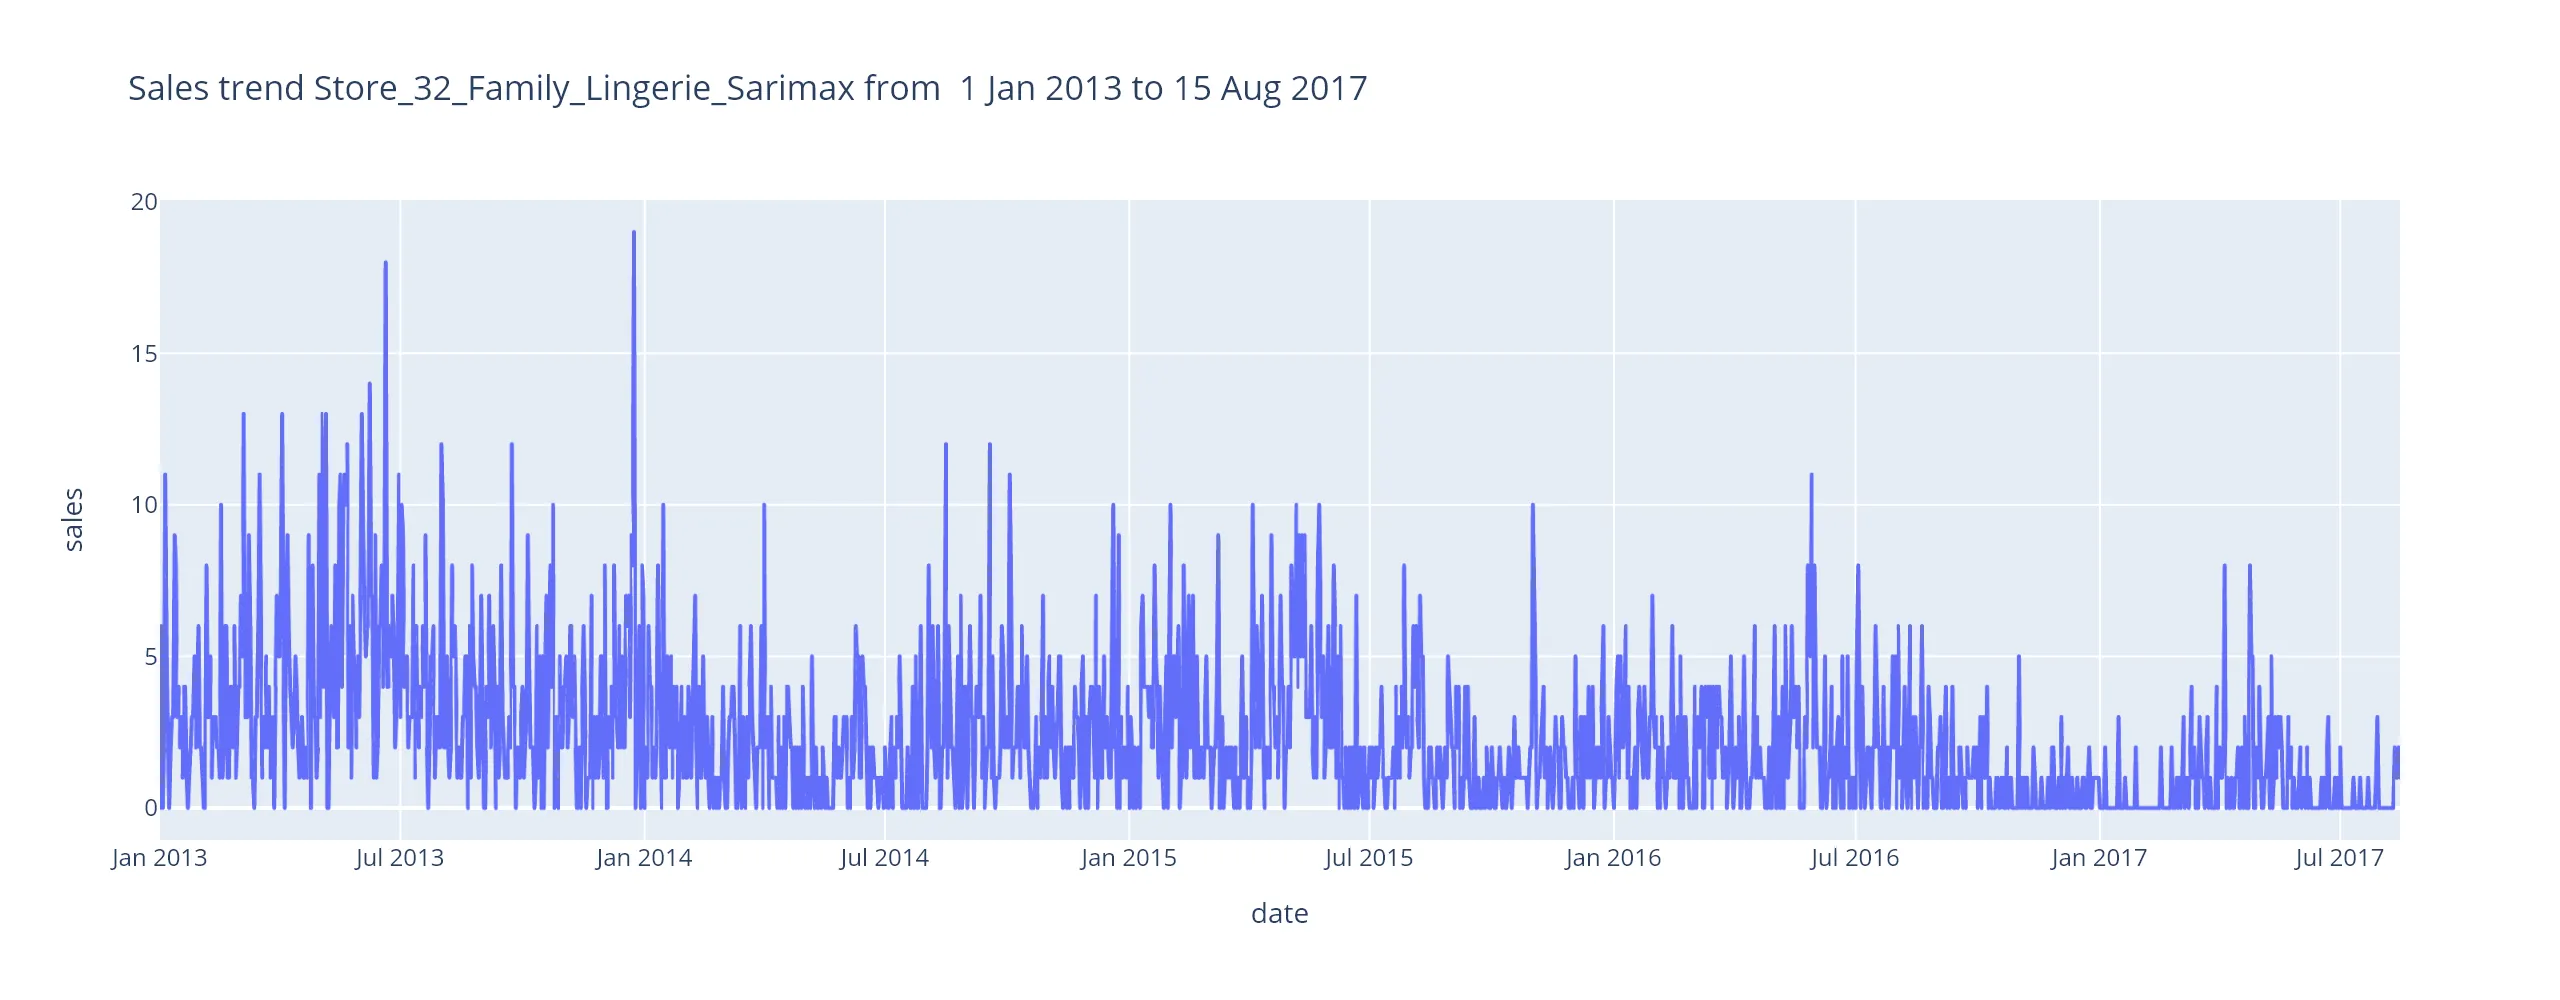 Sales trend Store_32_Family_Lingerie_Sarimax from  1 Jan 2013 to 15 Aug 2017
20
15
10
5
0
sales
Jan 2013
Jul 2013
Jan 2014
Jul 2014
Jan 2015
Jul 2015
Jan 2016
Jul 2016
Jan 2017
Jul 2017
date